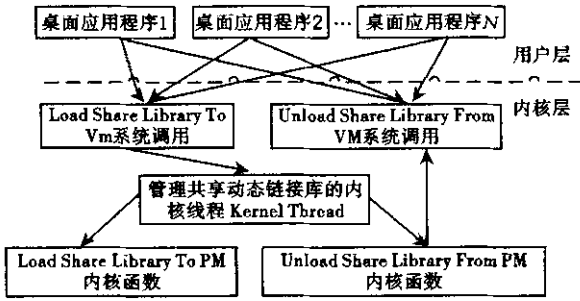 桌面应用程序1 桌面应用程序2 … 桌面应用程序N
用户层
内核层
Load Share Library To
Vm系统调用
Unload Share Library From
VM系统调用
管理共享动态链接库的内
核线程 Kernel Tbread
Load Share Library To PM
内核函数
Unload Share Library From PM
内核函数